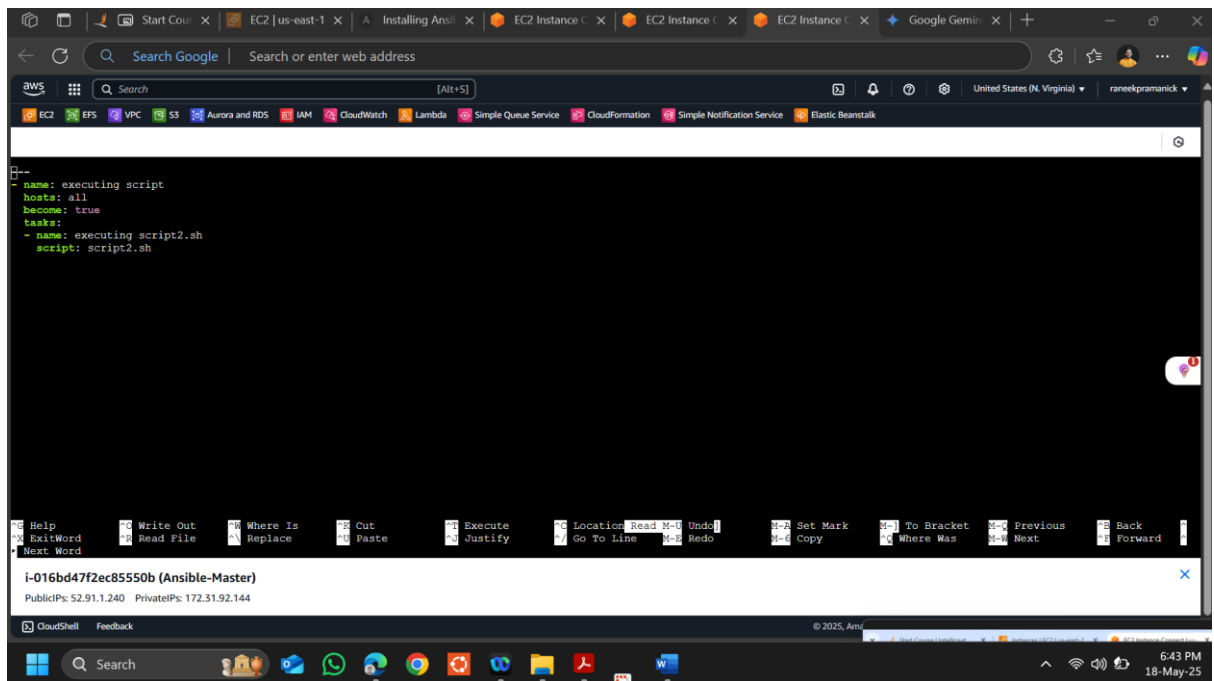 Start Cour
EC2 | us-east-1
Installing Ansil
EC2 Instance C
EC2 Instance C
EC2 Instance C
Google Gemin
Search Google | Search or enter web address
aws
Search
[Alt+S]
United States (N. Virginia)
raneekpramanick
EC2 EFS VPC S3 Aurora and RDS IAM CloudWatch Lambda Simple Queue Service CloudFormation Simple Notification Service Elastic Beanstalk
---
- name: executing script
hosts: all
become: true
tasks:
- name: executing script2.sh
script: script2.sh
^G Help ^O Write Out ^W Where Is ^K Cut ^T Execute ^C Location Read M-U Undo] M-A Set Mark M-] To Bracket M-Q Previous ^B Back ^
^X ExitWord ^R Read File ^\ Replace ^U Paste ^J Justify ^/ Go To Line M-E Redo M-6 Copy ^Q Where Was M-W Next ^F Forward ^
Next Word
i-016bd47f2ec85550b (Ansible-Master)
PublicIPs: 52.91.1.240 PrivateIPs: 172.31.92.144
CloudShell Feedback
© 2025, Ama
Search
6:43 PM
18-May-25